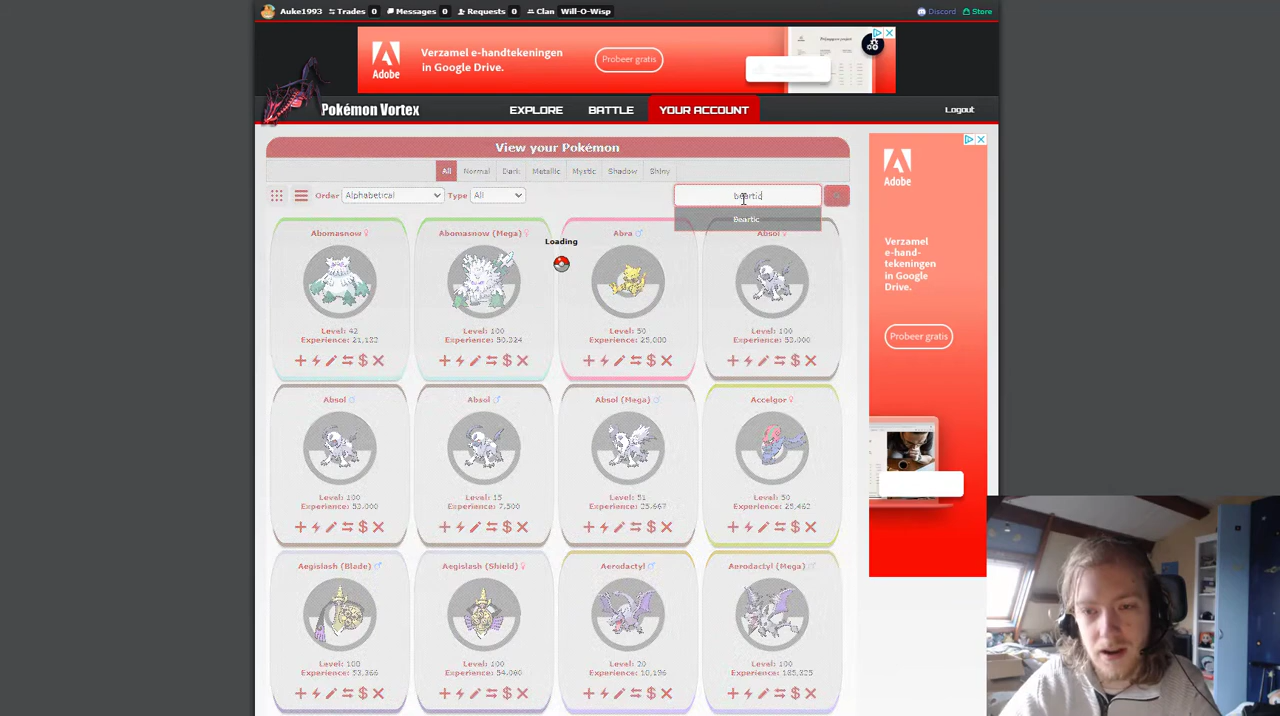 Auke1993 Trades 0 Messages 0 Requests 0 Clan Will-O-Wisp Discord Store
Adobe
Verzamel e-handtekeningen
in Google Drive.
Probeer gratis
Pokémon Vortex
EXPLORE BATTLE YOUR ACCOUNT
Logout
View your Pokémon
All Normal Dark Metallic Mystic Shadow Shiny
Order Alphabetical Type All
beartic
Beartic
Loading
Abomasnow ♀ Abomasnow (Mega) ♀ Abra ♂ Absol ♀
Level: 42 Level: 100 Level: 50 Level: 100
Experience: 50,324 Experience: 25,000 Experience: 53,000
Absol ♂ Absol ♂ Absol (Mega) ♂ Accelgor ♀
Level: 100 Level: 15 Level: 51 Level: 50
Experience: 53,000 Experience: 7,500 Experience: 25,667 Experience: 25,462
Aegislash (Blade) ♂ Aegislash (Shield) ♀ Aerodactyl ♂ Aerodactyl (Mega) ♂
Level: 100 Level: 100 Level: 20 Level: 100
Experience: 53,366 Experience: 54,060 Experience: 10,196 Experience: 185,325
Adobe
Verzamel
e-hand-
tekeningen
in Google
Drive.
Probeer gratis